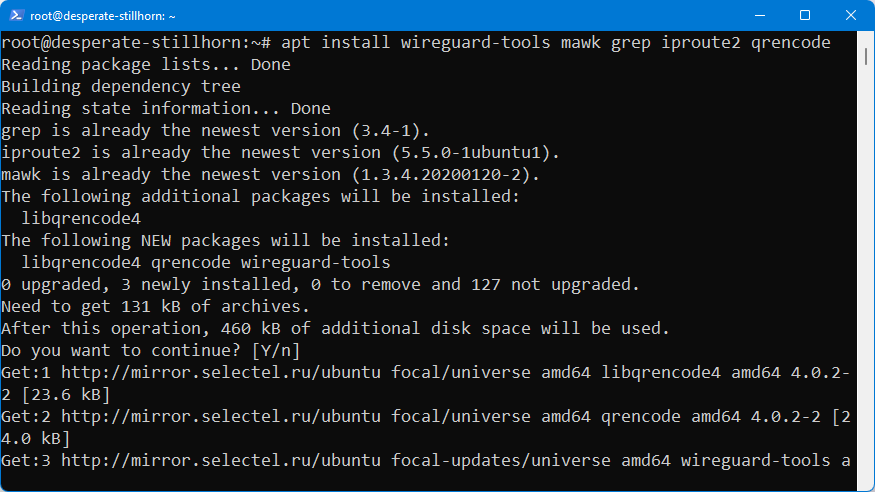 root@desperate-stillhorn: ~
root@desperate-stillhorn:~# apt install wireguard-tools mawk grep iproute2 qrencode
Reading package lists... Done
Building dependency tree
Reading state information... Done
grep is already the newest version (3.4-1).
iproute2 is already the newest version (5.5.0-1ubuntu1).
mawk is already the newest version (1.3.4.20200120-2).
The following additional packages will be installed:
  libqrencode4
The following NEW packages will be installed:
  libqrencode4 qrencode wireguard-tools
0 upgraded, 3 newly installed, 0 to remove and 127 not upgraded.
Need to get 131 kB of archives.
After this operation, 460 kB of additional disk space will be used.
Do you want to continue? [Y/n]
Get:1 http://mirror.selectel.ru/ubuntu focal/universe amd64 libqrencode4 amd64 4.0.2-
2 [23.6 kB]
Get:2 http://mirror.selectel.ru/ubuntu focal/universe amd64 qrencode amd64 4.0.2-2 [2
4.0 kB]
Get:3 http://mirror.selectel.ru/ubuntu focal-updates/universe amd64 wireguard-tools a